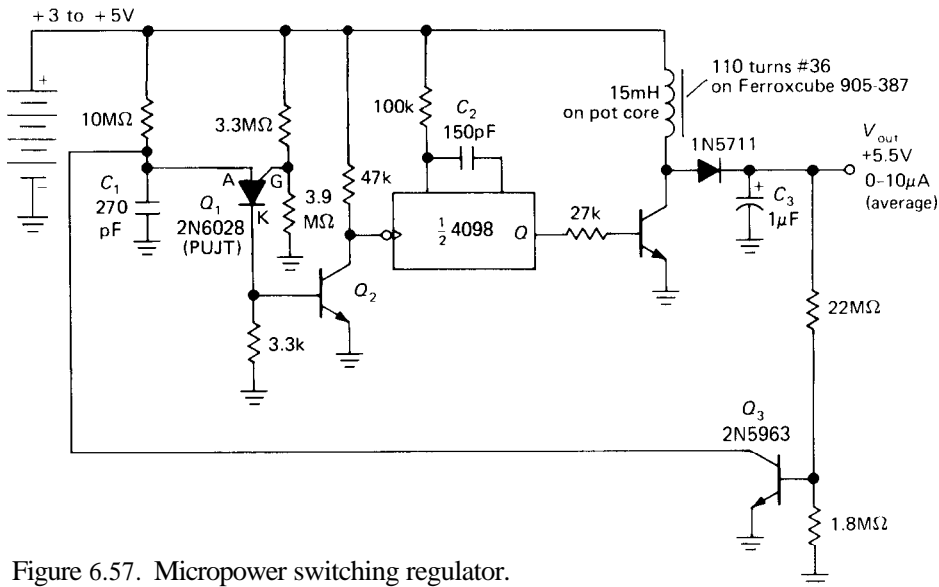 +3 to +5V
+
−
10MΩ
C₁
270
pF
3.3MΩ
A
G
K
Q₁
2N6028
(PUJT)
3.9
MΩ
3.3k
47k
Q₂
100k
C₂
150pF
½ 4098
Q
27k
15mH
on pot core
110 turns #36
on Ferroxcube 905-387
1N5711
+
C₃
1μF
Vout
+5.5V
0-10μA
(average)
22MΩ
Q₃
2N5963
1.8MΩ
Figure 6.57. Micropower switching regulator.